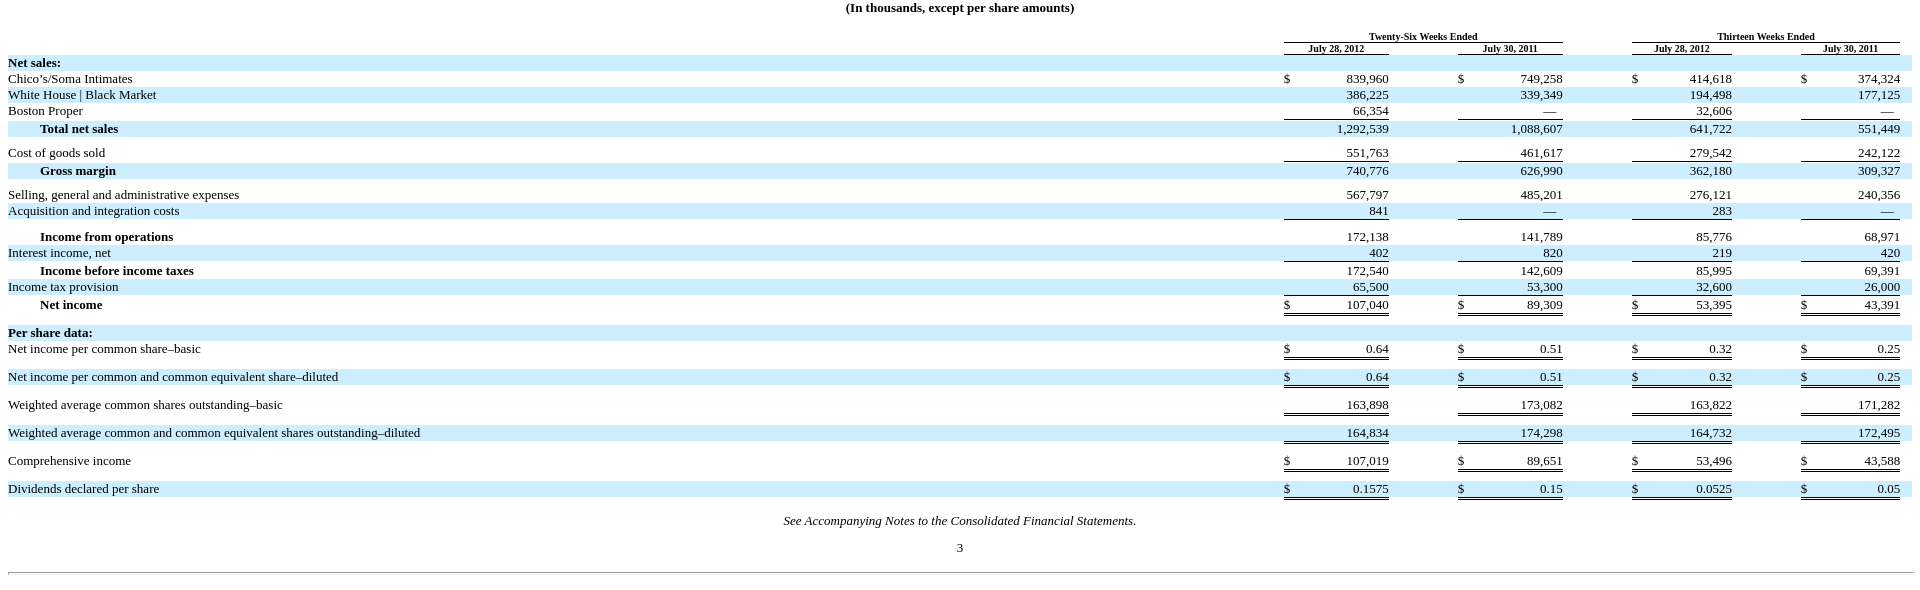 (In thousands, except per share amounts)
Twenty-Six Weeks Ended Thirteen Weeks Ended
July 28, 2012 July 30, 2011 July 28, 2012 July 30, 2011
Net sales:
Chico’s/Soma Intimates $ 839,960 $ 749,258 $ 414,618 $ 374,324
White House | Black Market 386,225 339,349 194,498 177,125
Boston Proper 66,354 — 32,606 —
Total net sales 1,292,539 1,088,607 641,722 551,449
Cost of goods sold 551,763 461,617 279,542 242,122
Gross margin 740,776 626,990 362,180 309,327
Selling, general and administrative expenses 567,797 485,201 276,121 240,356
Acquisition and integration costs 841 — 283 —
Income from operations 172,138 141,789 85,776 68,971
Interest income, net 402 820 219 420
Income before income taxes 172,540 142,609 85,995 69,391
Income tax provision 65,500 53,300 32,600 26,000
Net income $ 107,040 $ 89,309 $ 53,395 $ 43,391
Per share data:
Net income per common share–basic $ 0.64 $ 0.51 $ 0.32 $ 0.25
Net income per common and common equivalent share–diluted $ 0.64 $ 0.51 $ 0.32 $ 0.25
Weighted average common shares outstanding–basic 163,898 173,082 163,822 171,282
Weighted average common and common equivalent shares outstanding–diluted 164,834 174,298 164,732 172,495
Comprehensive income $ 107,019 $ 89,651 $ 53,496 $ 43,588
Dividends declared per share $ 0.1575 $ 0.15 $ 0.0525 $ 0.05
See Accompanying Notes to the Consolidated Financial Statements.
3